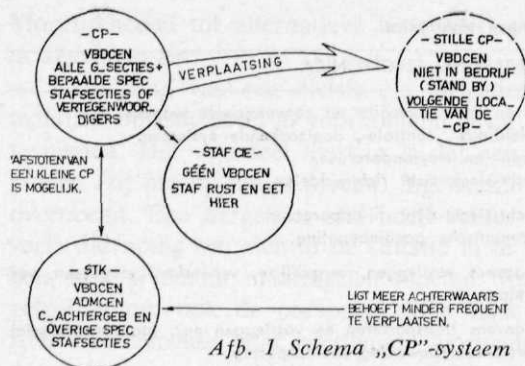 -CP-
VBDCEN
ALLE G_SECTIES+
BEPAALDE SPEC
STAFSECTIES OF
VERTEGENWOOR_
DIGERS
VERPLAATSING
- STILLE CP-
VBDCEN
NIET IN BEDRIJF
(STAND BY)
VOLGENDE LOCA_
TIE VAN DE
-CP-
'AFSTOTEN' VAN
EEN KLEINE CP
IS MOGELIJK.
-STAF CIE-
GÉÉN VBDCEN
STAF RUST EN EET
HIER
- STK -
VBDCEN
ADMCEN
C_ACHTERGEB EN
OVERIGE SPEC
STAFSECTIES
LIGT MEER ACHTERWAARTS
BEHOEFT MINDER FREQUENT
TE VERPLAATSEN.
Afb. 1 Schema „CP"-systeem